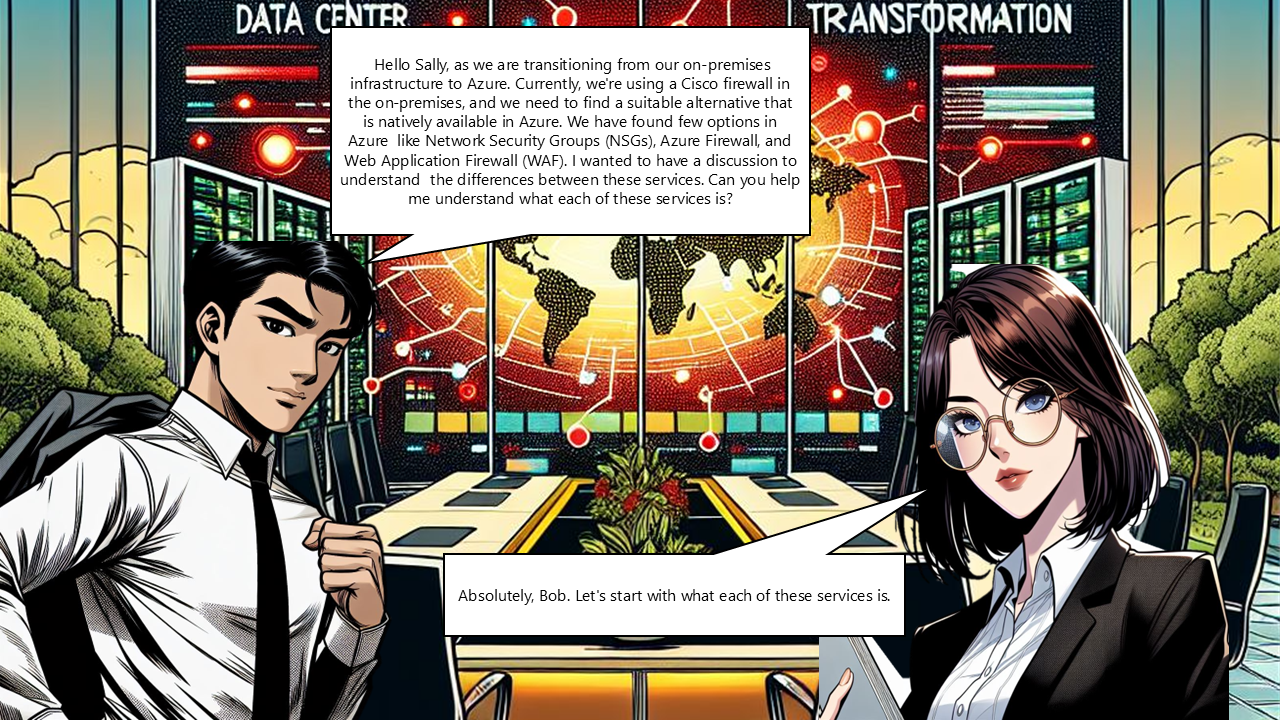 DATA CENTER
TRANSFORMATION
Hello Sally, as we are transitioning from our on-premises
infrastructure to Azure. Currently, we're using a Cisco firewall in
the on-premises, and we need to find a suitable alternative that
is natively available in Azure. We have found few options in
Azure  like Network Security Groups (NSGs), Azure Firewall, and
Web Application Firewall (WAF). I wanted to have a discussion to
understand  the differences between these services. Can you help
me understand what each of these services is?
Absolutely, Bob. Let's start with what each of these services is.